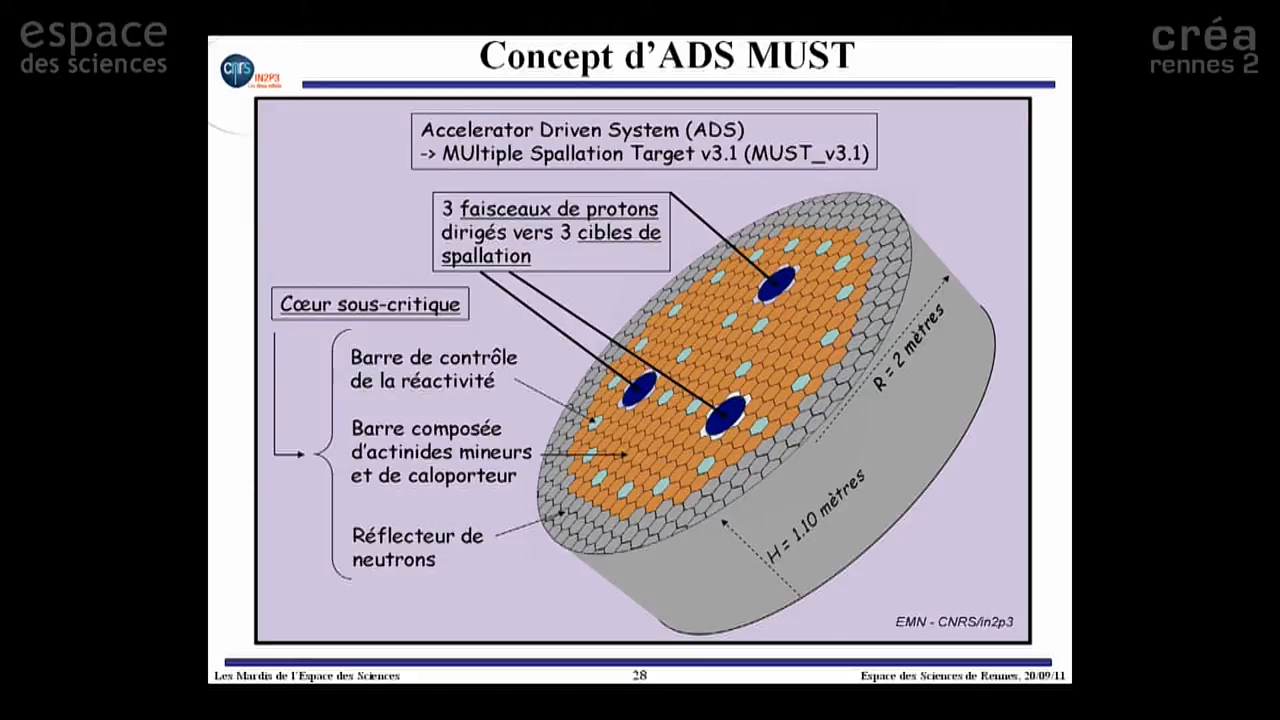 espace
des sciences
créa
rennes 2
cnrs
IN2P3
Concept d'ADS MUST
Accelerator Driven System (ADS)
-> MUltiple Spallation Target v3.1 (MUST_v3.1)
3 faisceaux de protons
dirigés vers 3 cibles de
spallation
Cœur sous-critique
Barre de contrôle
de la réactivité
Barre composée
d'actinides mineurs
et de caloporteur
Réflecteur de
neutrons
R = 2 mètres
H = 1.10 mètres
EMN - CNRS/in2p3
Les Mardis de l'Espace des Sciences
28
Espace des Sciences de Rennes, 20/09/11